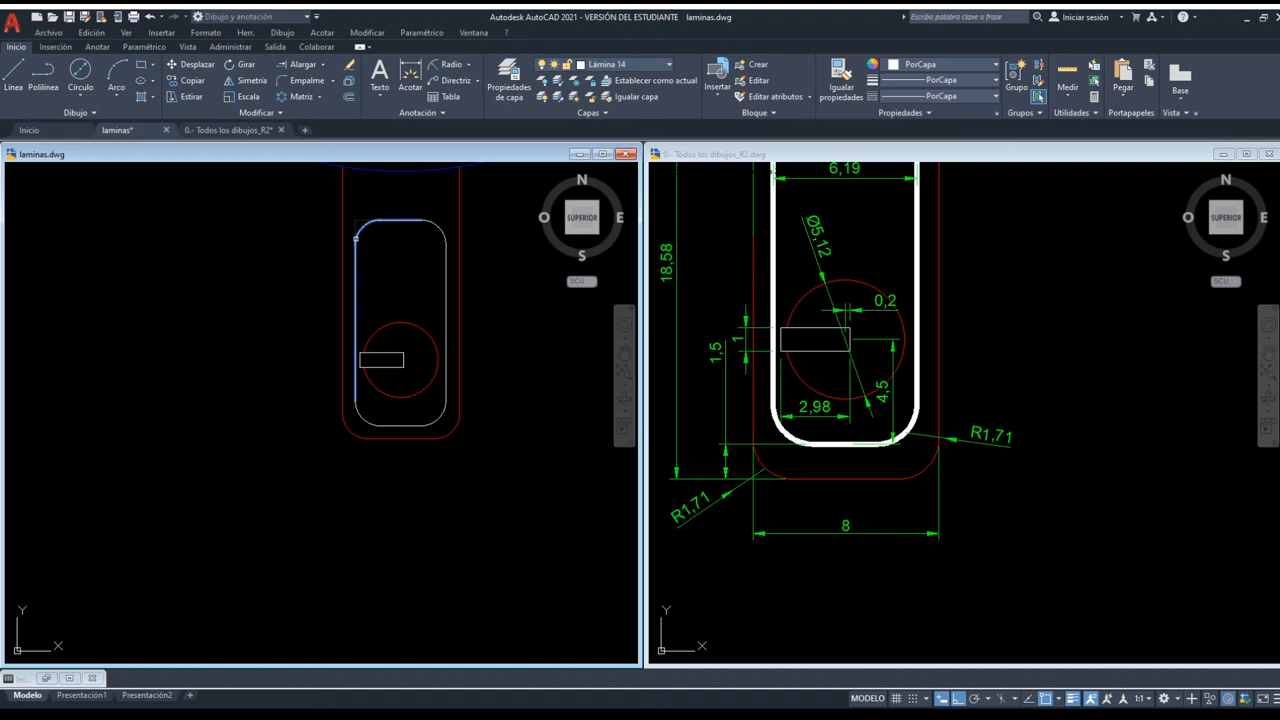 Dibujo y anotación
Autodesk AutoCAD 2021 - VERSIÓN DEL ESTUDIANTE laminas.dwg
Escriba palabra clave o frase
Iniciar sesión
Archivo Edición Ver Insertar Formato Herr. Dibujo Acotar Modificar Paramétrico Ventana ?
Inicio Inserción Anotar Paramétrico Vista Administrar Salida Colaborar
Línea
Polilínea
Círculo
Arco
Dibujo
Desplazar Girar Alargar
Copiar Simetría Empalme
Estirar Escala Matriz
Modificar
Texto
Acotar
Radio
Directriz
Tabla
Anotación
Propiedades
de capa
Lámina 14
Establecer como actual
Igualar capa
Capas
Insertar
Crear
Editar
Editar atributos
Bloque
Igualar
propiedades
PorCapa
PorCapa
PorCapa
Propiedades
Grupo
Grupos
Medir
Utilidades
Pegar
Portapapeles
Base
Vista
Inicio laminas* 0.- Todos los dibujos_R2*
laminas.dwg
0.- Todos los dibujos_R2.dwg
N
O SUPERIOR E
S
SCU
N
O SUPERIOR E
S
SCU
6,19
Ø5,12
18,58
0,2
1
1,5
4,5
2,98
R1,71
R1,71
8
Y
X
Y
X
Ini...
Modelo Presentación1 Presentación2
MODELO
1:1